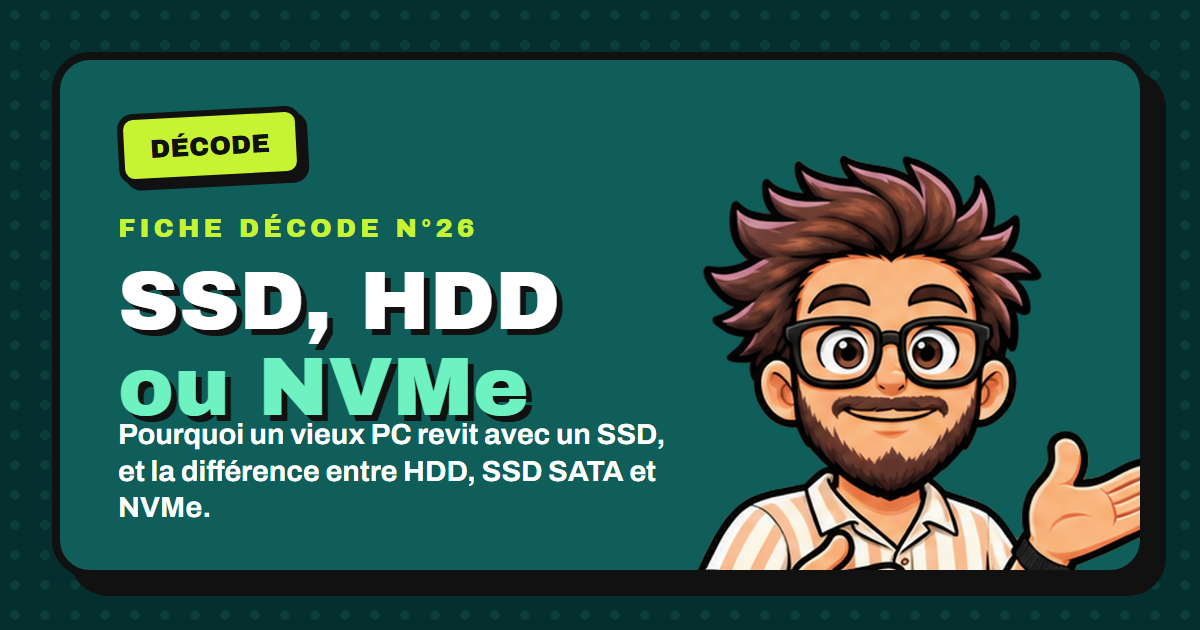 DÉCODE
FICHE DÉCODE N°26
SSD, HDD
ou NVMe
Pourquoi un vieux PC revit avec un SSD,
et la différence entre HDD, SSD SATA et
NVMe.